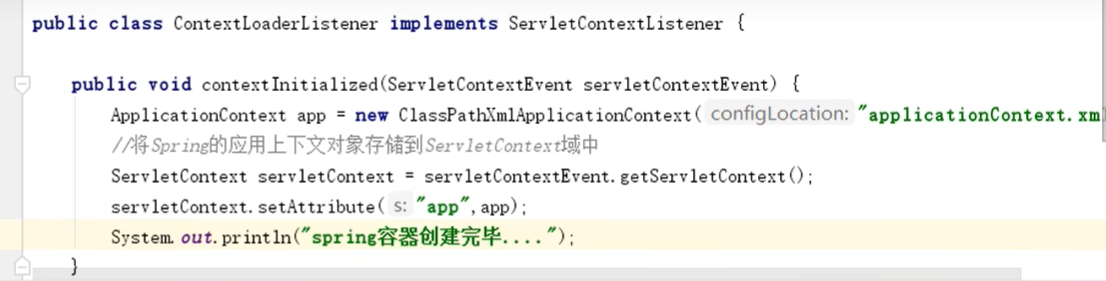 public class ContextLoaderListener implements ServletContextListener {
public void contextInitialized(ServletContextEvent servletContextEvent) {
ApplicationContext app = new ClassPathXmlApplicationContext( configLocation: "applicationContext.xm
//将Spring的应用上下文对象存储到ServletContext域中
ServletContext servletContext = servletContextEvent.getServletContext();
servletContext.setAttribute( s: "app",app);
System.out.println("spring容器创建完毕....");
}